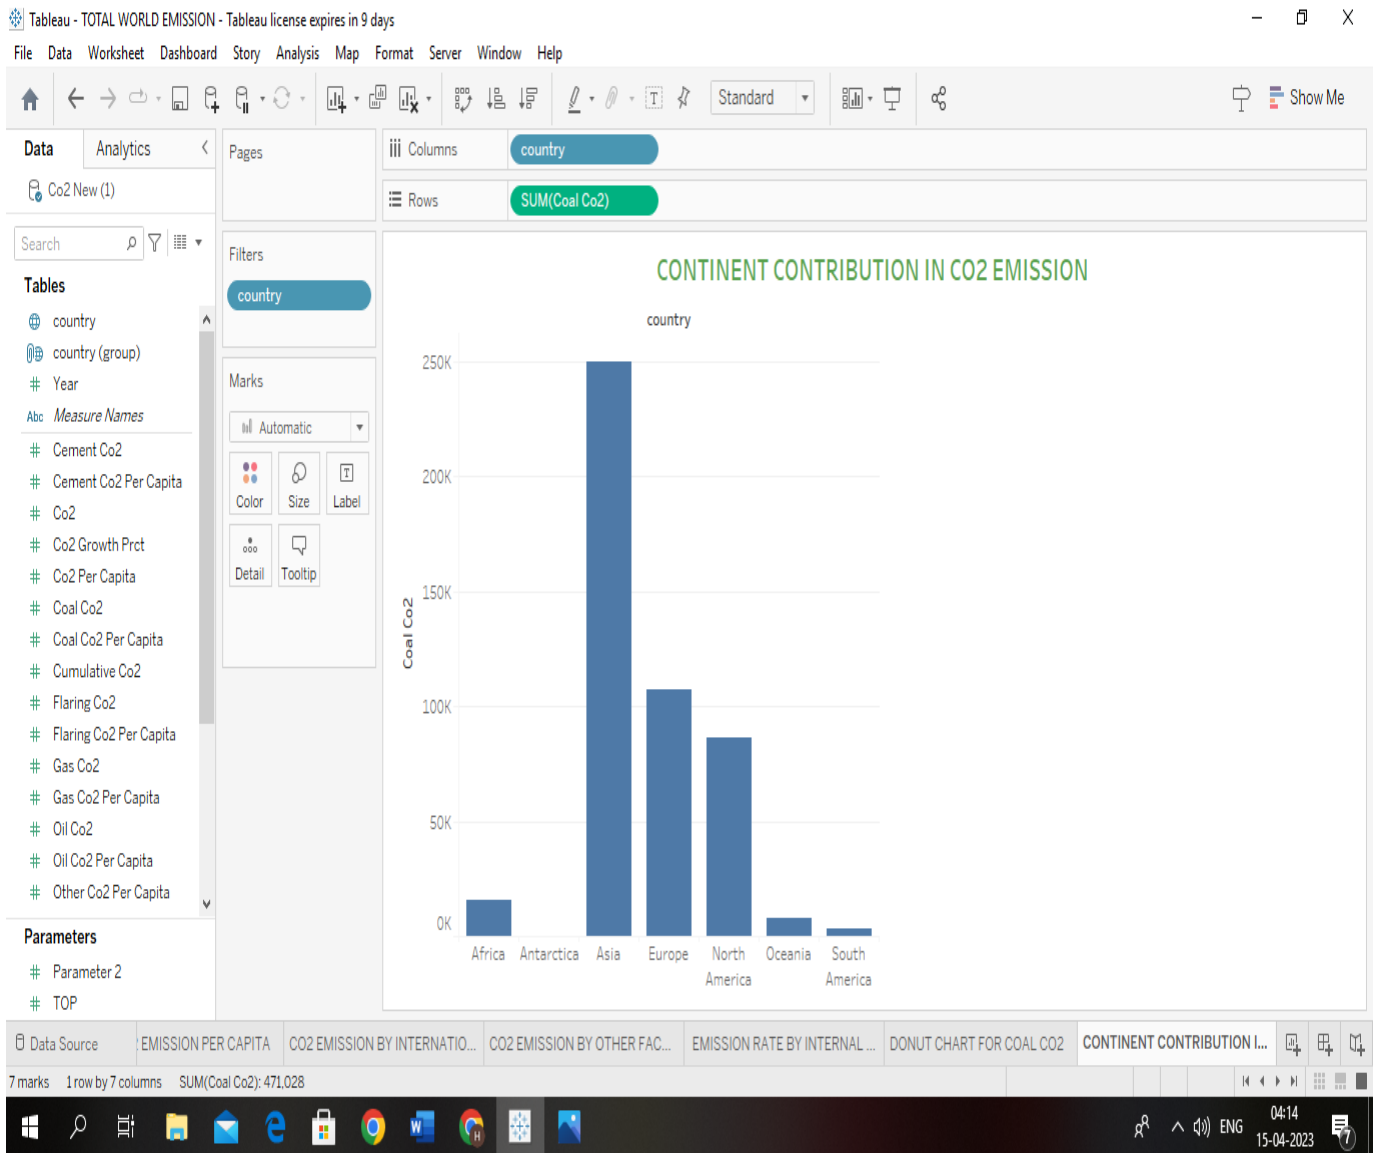 Tableau - TOTAL WORLD EMISSION - Tableau license expires in 9 days
File Data Worksheet Dashboard Story Analysis Map Format Server Window Help
Standard
Show Me
Data Analytics
Co2 New (1)
Search
Tables
country
country (group)
Year
Abc Measure Names
Cement Co2
Cement Co2 Per Capita
Co2
Co2 Growth Prct
Co2 Per Capita
Coal Co2
Coal Co2 Per Capita
Cumulative Co2
Flaring Co2
Flaring Co2 Per Capita
Gas Co2
Gas Co2 Per Capita
Oil Co2
Oil Co2 Per Capita
Other Co2 Per Capita
Parameters
Parameter 2
TOP
Pages
Filters
country
Marks
Automatic
Color Size Label
Detail Tooltip
Columns country
Rows SUM(Coal Co2)
CONTINENT CONTRIBUTION IN CO2 EMISSION
country
250K
200K
150K
100K
50K
0K
Coal Co2
Africa Antarctica Asia Europe North America Oceania South America
Data Source EMISSION PER CAPITA CO2 EMISSION BY INTERNATIO... CO2 EMISSION BY OTHER FAC... EMISSION RATE BY INTERNAL ... DONUT CHART FOR COAL CO2 CONTINENT CONTRIBUTION I...
7 marks 1 row by 7 columns SUM(Coal Co2): 471,028
ENG
04:14
15-04-2023
7